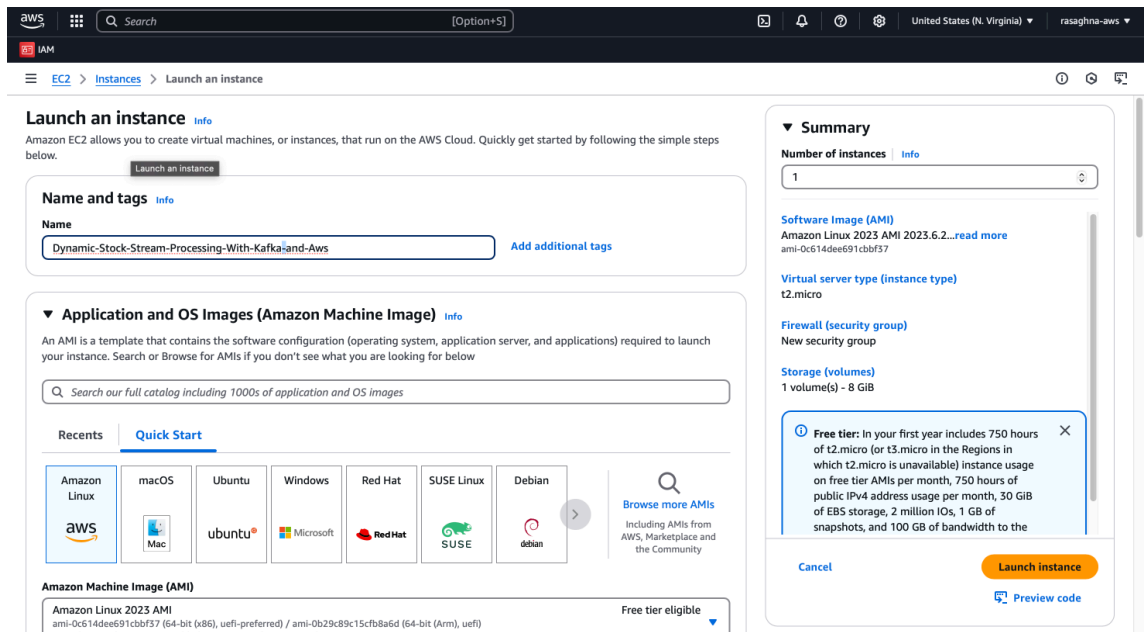 aws
Search
[Option+S]
United States (N. Virginia)
rasaghna-aws
IAM
EC2 > Instances > Launch an instance
Launch an instance Info
Amazon EC2 allows you to create virtual machines, or instances, that run on the AWS Cloud. Quickly get started by following the simple steps
below.
Launch an instance
Name and tags Info
Name
Dynamic-Stock-Stream-Processing-With-Kafka-and-Aws
Add additional tags
Application and OS Images (Amazon Machine Image) Info
An AMI is a template that contains the software configuration (operating system, application server, and applications) required to launch
your instance. Search or Browse for AMIs if you don't see what you are looking for below
Search our full catalog including 1000s of application and OS images
Recents
Quick Start
Amazon
Linux
aws
macOS
Mac
Ubuntu
ubuntu®
Windows
Microsoft
Red Hat
Red Hat
SUSE Linux
SUSE
Debian
debian
Browse more AMIs
Including AMIs from
AWS, Marketplace and
the Community
Amazon Machine Image (AMI)
Amazon Linux 2023 AMI
Free tier eligible
ami-0c614dee691cbbf37 (64-bit (x86), uefi-preferred) / ami-0b29c89c15cfb8a6d (64-bit (Arm), uefi)
Summary
Number of instances Info
1
Software Image (AMI)
Amazon Linux 2023 AMI 2023.6.2...read more
ami-0c614dee691cbbf37
Virtual server type (instance type)
t2.micro
Firewall (security group)
New security group
Storage (volumes)
1 volume(s) - 8 GiB
Free tier: In your first year includes 750 hours
of t2.micro (or t3.micro in the Regions in
which t2.micro is unavailable) instance usage
on free tier AMIs per month, 750 hours of
public IPv4 address usage per month, 30 GiB
of EBS storage, 2 million IOs, 1 GB of
snapshots, and 100 GB of bandwidth to the
Cancel
Launch instance
Preview code